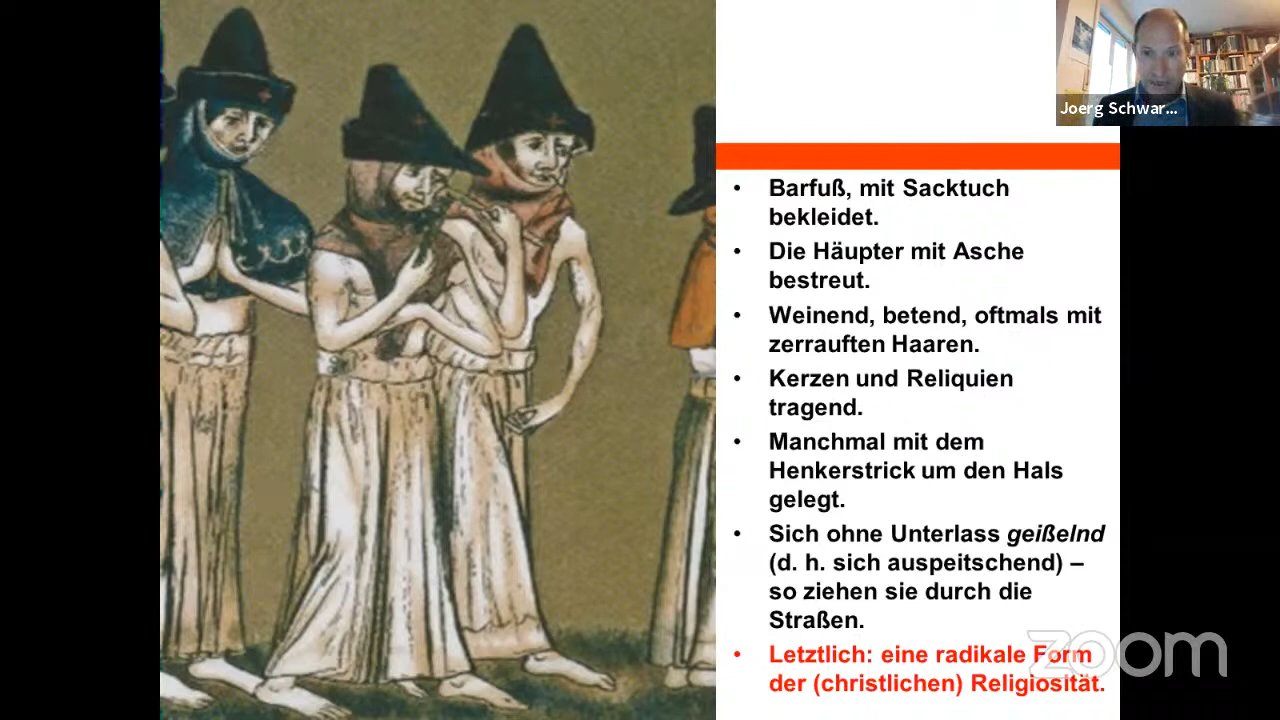 Joerg Schwar...
• Barfuß, mit Sacktuch
bekleidet.
• Die Häupter mit Asche
bestreut.
• Weinend, betend, oftmals mit
zerrauften Haaren.
• Kerzen und Reliquien
tragend.
• Manchmal mit dem
Henkerstrick um den Hals
gelegt.
• Sich ohne Unterlass geißelnd
(d. h. sich auspeitschend) –
so ziehen sie durch die
Straßen.
• Letztlich: eine radikale Form
der (christlichen) Religiosität.
zoom